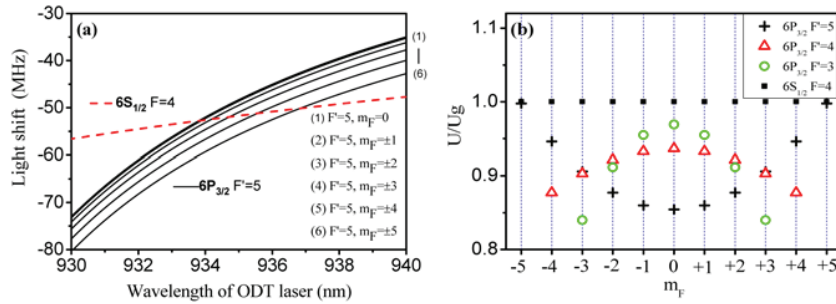 (a)
-30
-40
-50
-60
-70
-80
Light shift (MHz)
6S1/2 F=4
6P3/2 F'=5
(1)
(6)
(1) F'=5, mF=0
(2) F'=5, mF=±1
(3) F'=5, mF=±2
(4) F'=5, mF=±3
(5) F'=5, mF=±4
(6) F'=5, mF=±5
930 932 934 936 938 940
Wavelength of ODT laser (nm)
(b)
1.1
1.0
0.9
0.8
U/Ug
6P3/2 F'=5
6P3/2 F'=4
6P3/2 F'=3
6S1/2 F=4
-5 -4 -3 -2 -1 0 +1 +2 +3 +4 +5
mF